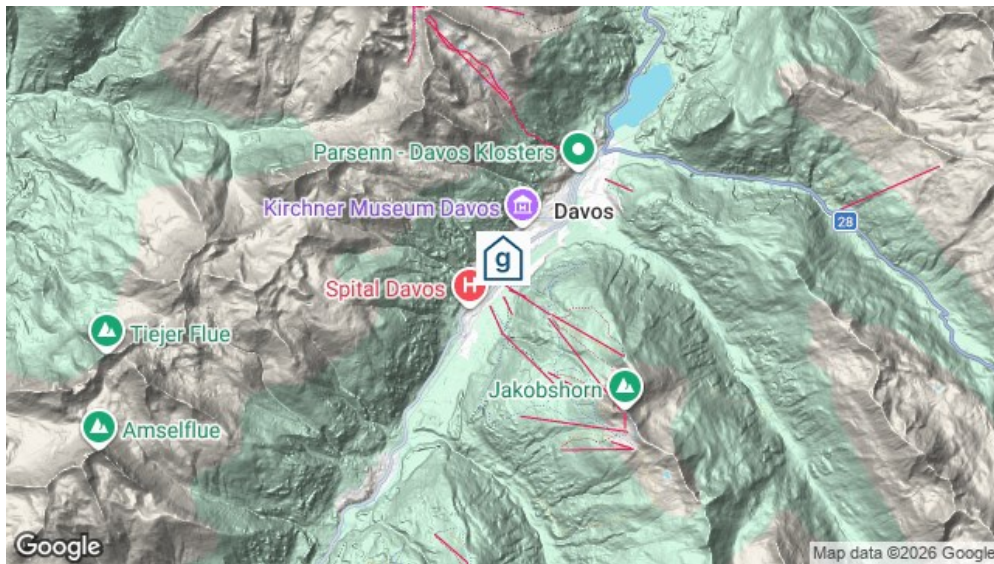 Parsenn - Davos Klosters
Kirchner Museum Davos
Davos
28
g
Spital Davos
H
Tiejer Flue
Jakobshorn
Amselflue
Google
Map data ©2026 Google